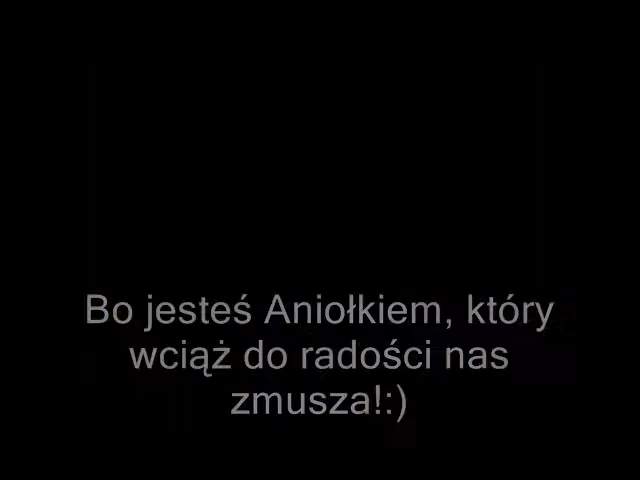 Bo jesteś Aniołkiem, który
wciąż do radości nas
zmusza!:)